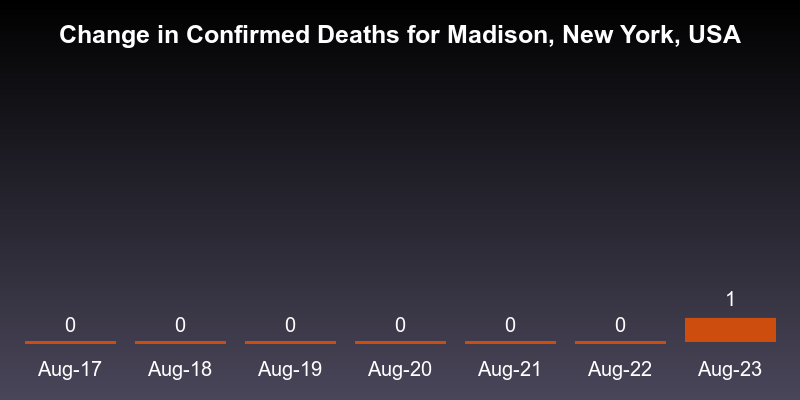 Change in Confirmed Deaths for Madison, New York, USA
0 0 0 0 0 0 1
Aug-17 Aug-18 Aug-19 Aug-20 Aug-21 Aug-22 Aug-23